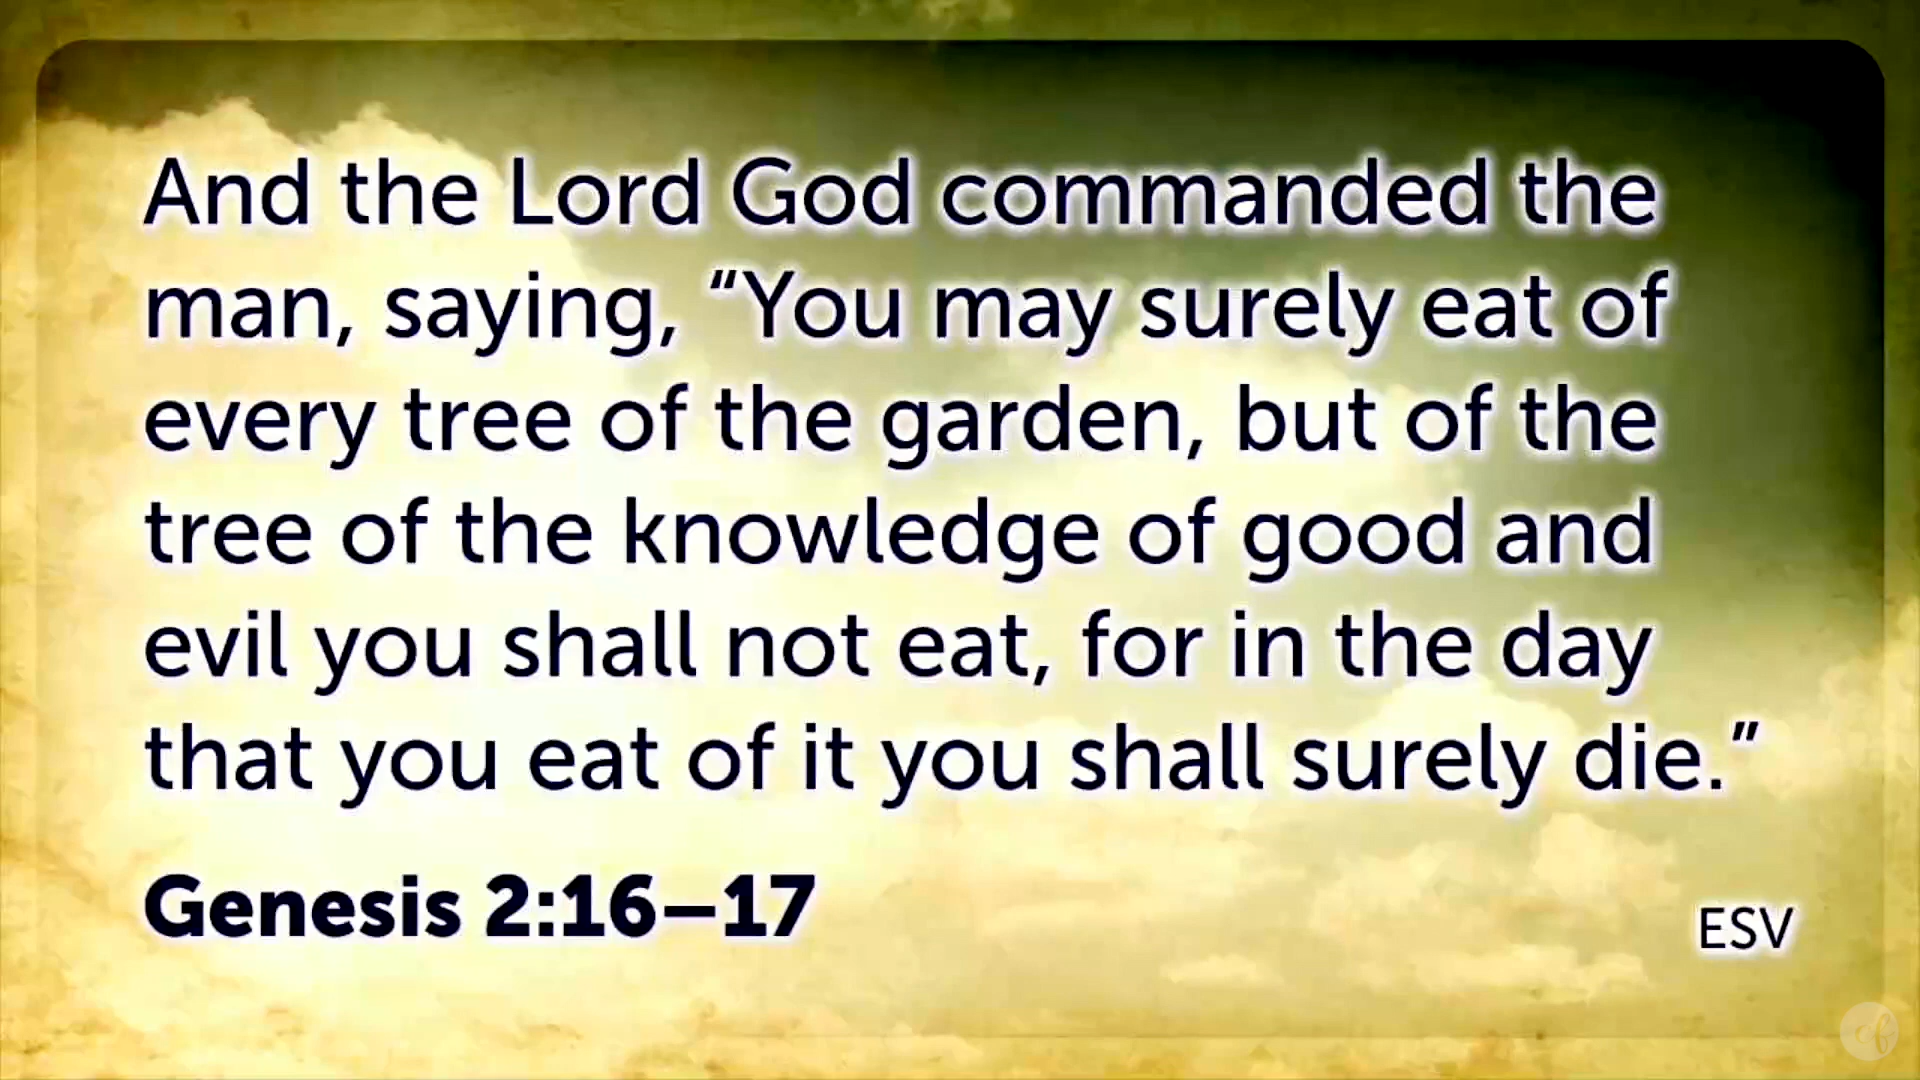 And the Lord God commanded the
man, saying, “You may surely eat of
every tree of the garden, but of the
tree of the knowledge of good and
evil you shall not eat, for in the day
that you eat of it you shall surely die.”
Genesis 2:16–17
ESV